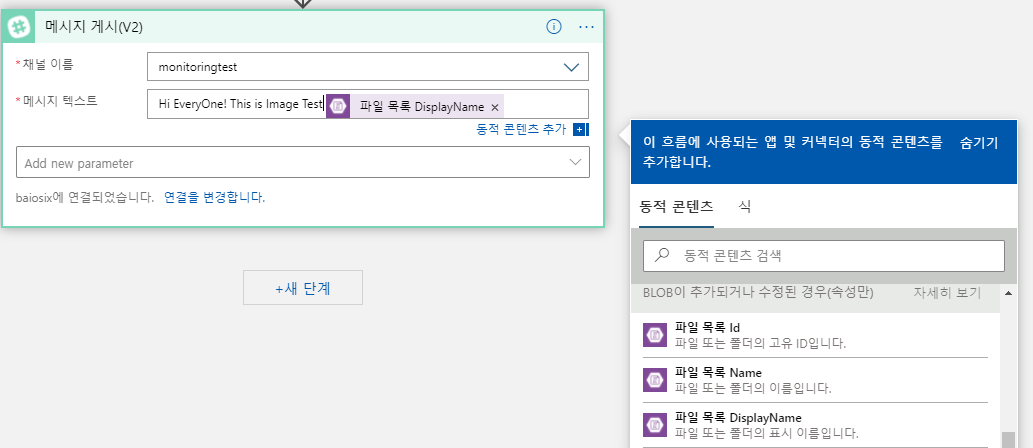 메시지 게시(V2)
*채널 이름
monitoringtest
*메시지 텍스트
Hi EveryOne! This is Image Test 파일 목록 DisplayName ×
동적 콘텐츠 추가
Add new parameter
baiosix에 연결되었습니다. 연결을 변경합니다.
+새 단계
이 흐름에 사용되는 앱 및 커넥터의 동적 콘텐츠를 숨기기
추가합니다.
동적 콘텐츠 식
동적 콘텐츠 검색
BLOB이 추가되거나 수정된 경우(속성만) 자세히 보기
파일 목록 Id
파일 또는 폴더의 고유 ID입니다.
파일 목록 Name
파일 또는 폴더의 이름입니다.
파일 목록 DisplayName
파일 또는 폴더의 표시 이름입니다.